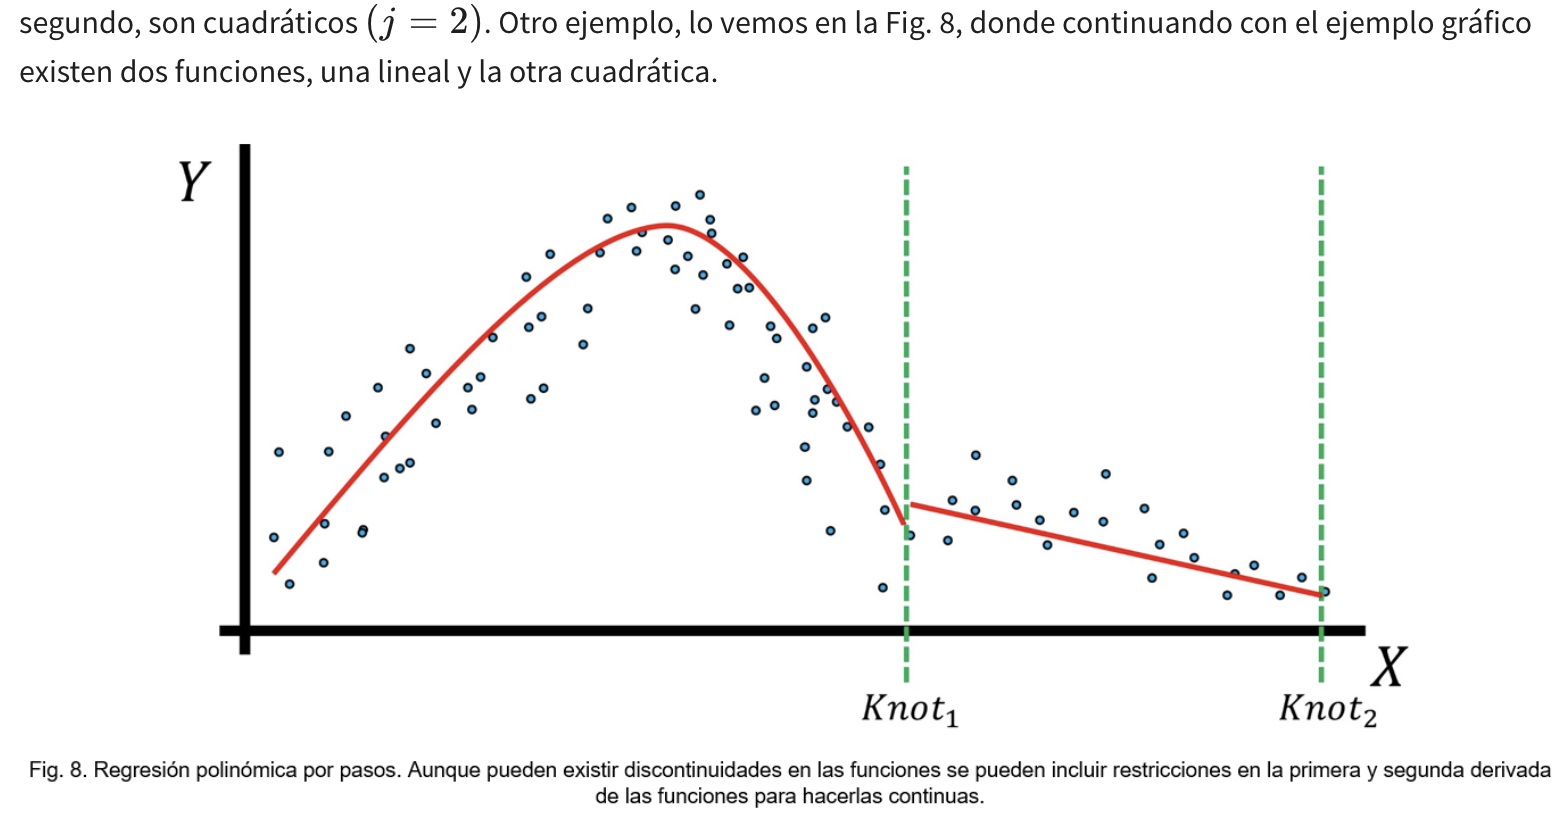 segundo, son cuadráticos (j = 2). Otro ejemplo, lo vemos en la Fig. 8, donde continuando con el ejemplo gráfico
existen dos funciones, una lineal y la otra cuadrática.
Y
X
Knot₁
Knot₂
Fig. 8. Regresión polinómica por pasos. Aunque pueden existir discontinuidades en las funciones se pueden incluir restricciones en la primera y segunda derivada
de las funciones para hacerlas continuas.